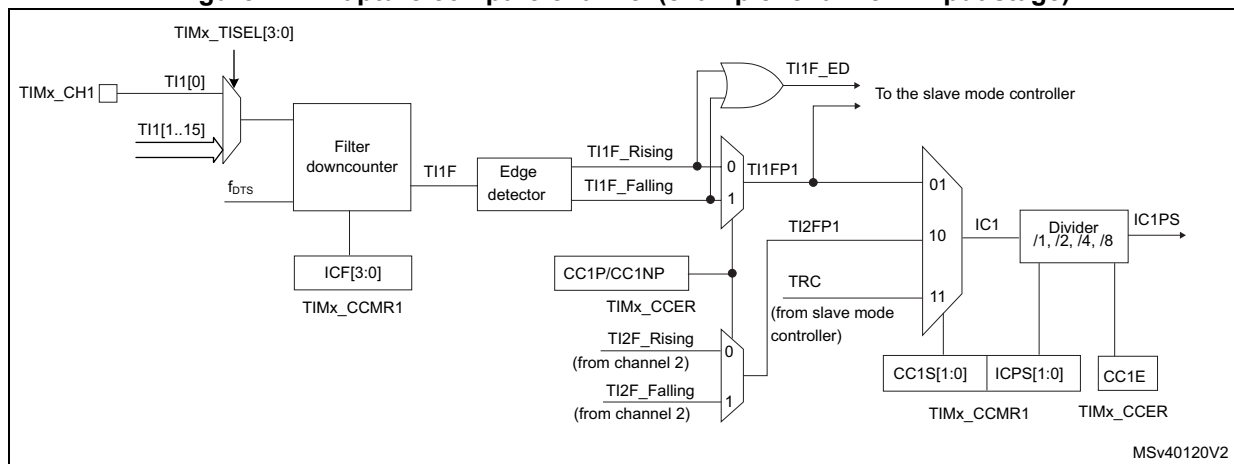 TIMx_TISEL[3:0]
TIMx_CH1
TI1[0]
TI1[1..15]
Filter
downcounter
fDTS
ICF[3:0]
TIMx_CCMR1
TI1F
Edge
detector
TI1F_Rising
TI1F_Falling
TI1F_ED
To the slave mode controller
0
1
TI1FP1
CC1P/CC1NP
TIMx_CCER
TI2F_Rising
(from channel 2)
TI2F_Falling
(from channel 2)
0
1
TI2FP1
TRC
(from slave mode
controller)
01
10
11
IC1
Divider
/1, /2, /4, /8
IC1PS
CC1S[1:0]
ICPS[1:0]
TIMx_CCMR1
CC1E
TIMx_CCER
MSv40120V2